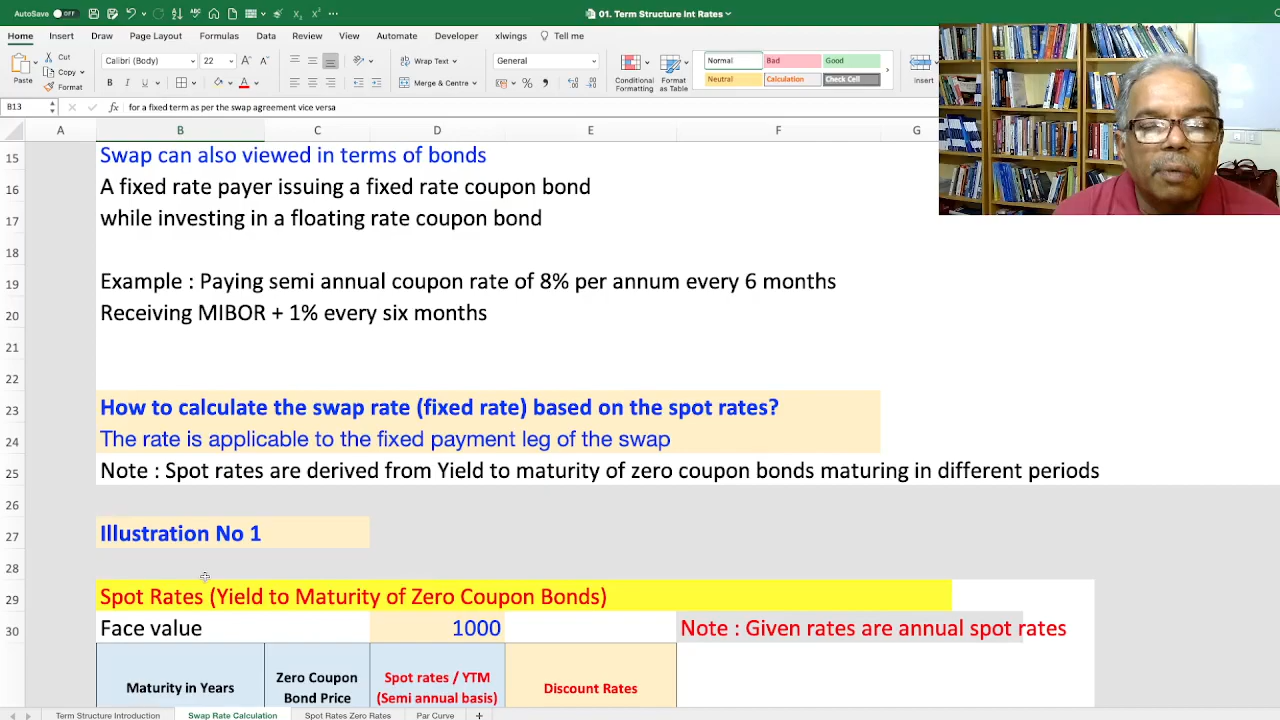 AutoSave OFF
01. Term Structure Int Rates
Home Insert Draw Page Layout Formulas Data Review View Automate Developer xlwings Tell me
Paste
Cut
Copy
Format
Calibri (Body) 22
B I U
Wrap Text
Merge & Centre
General
Conditional Formatting
Format as Table
Normal Bad Good
Neutral Calculation Check Cell
Insert
B13 fx for a fixed term as per the swap agreement vice versa
A B C D E F G
15 Swap can also viewed in terms of bonds
16 A fixed rate payer issuing a fixed rate coupon bond
17 while investing in a floating rate coupon bond
18
19 Example : Paying semi annual coupon rate of 8% per annum every 6 months
20 Receiving MIBOR + 1% every six months
21
22
23 How to calculate the swap rate (fixed rate) based on the spot rates?
24 The rate is applicable to the fixed payment leg of the swap
25 Note : Spot rates are derived from Yield to maturity of zero coupon bonds maturing in different periods
26
27 Illustration No 1
28
29 Spot Rates (Yield to Maturity of Zero Coupon Bonds)
30 Face value 1000 Note : Given rates are annual spot rates
Maturity in Years
Zero Coupon
Bond Price
Spot rates / YTM
(Semi annual basis)
Discount Rates
Term Structure Introduction Swap Rate Calculation Spot Rates Zero Rates Par Curve +